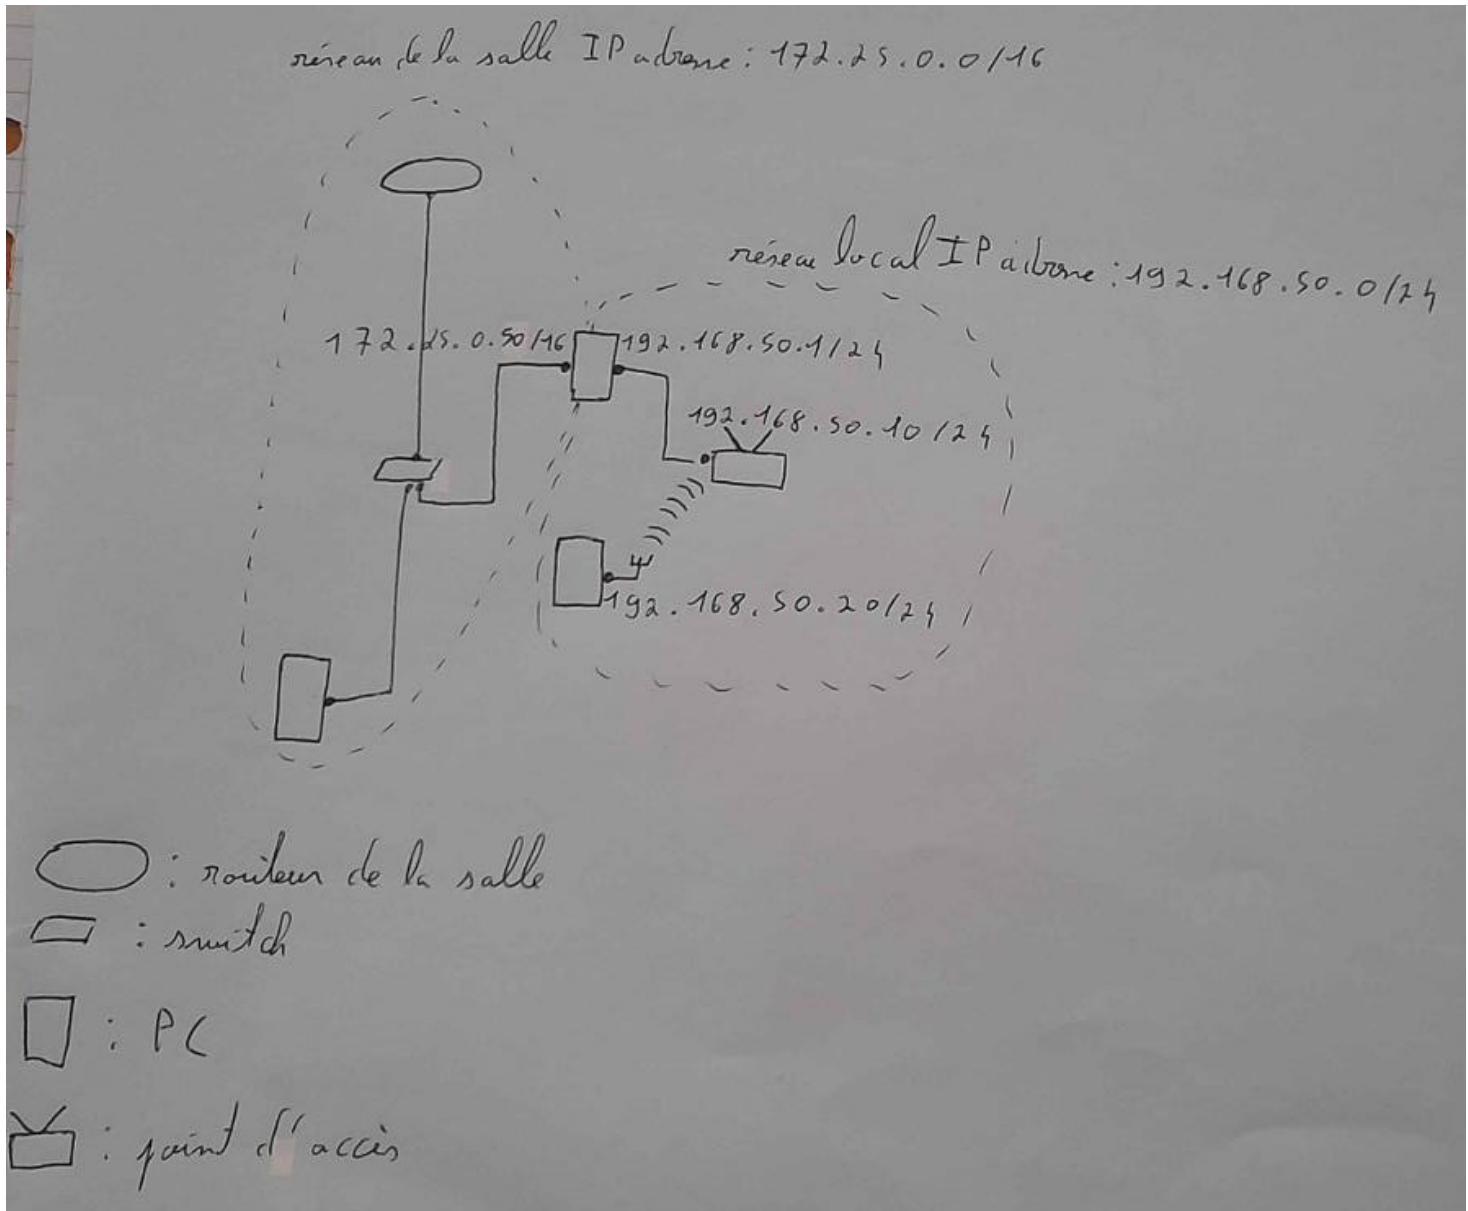 réseau de la salle IP adresse : 172.25.0.0/16
réseau local IP adresse : 192.168.50.0/24
172.25.0.50/16
192.168.50.1/24
192.168.50.10/24
192.168.50.20/24
: routeur de la salle
: switch
: PC
: point d'accès